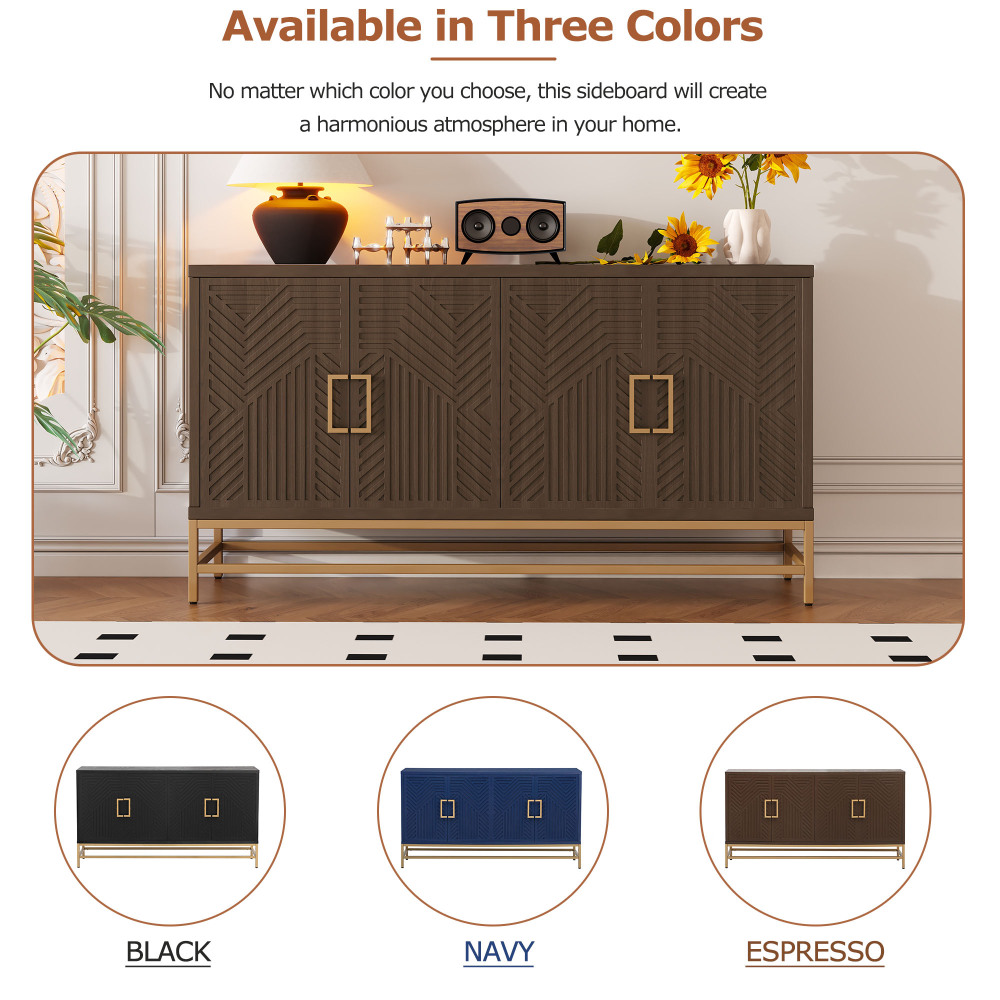 Available in Three Colors
No matter which color you choose, this sideboard will create
a harmonious atmosphere in your home.
BLACK
NAVY
ESPRESSO